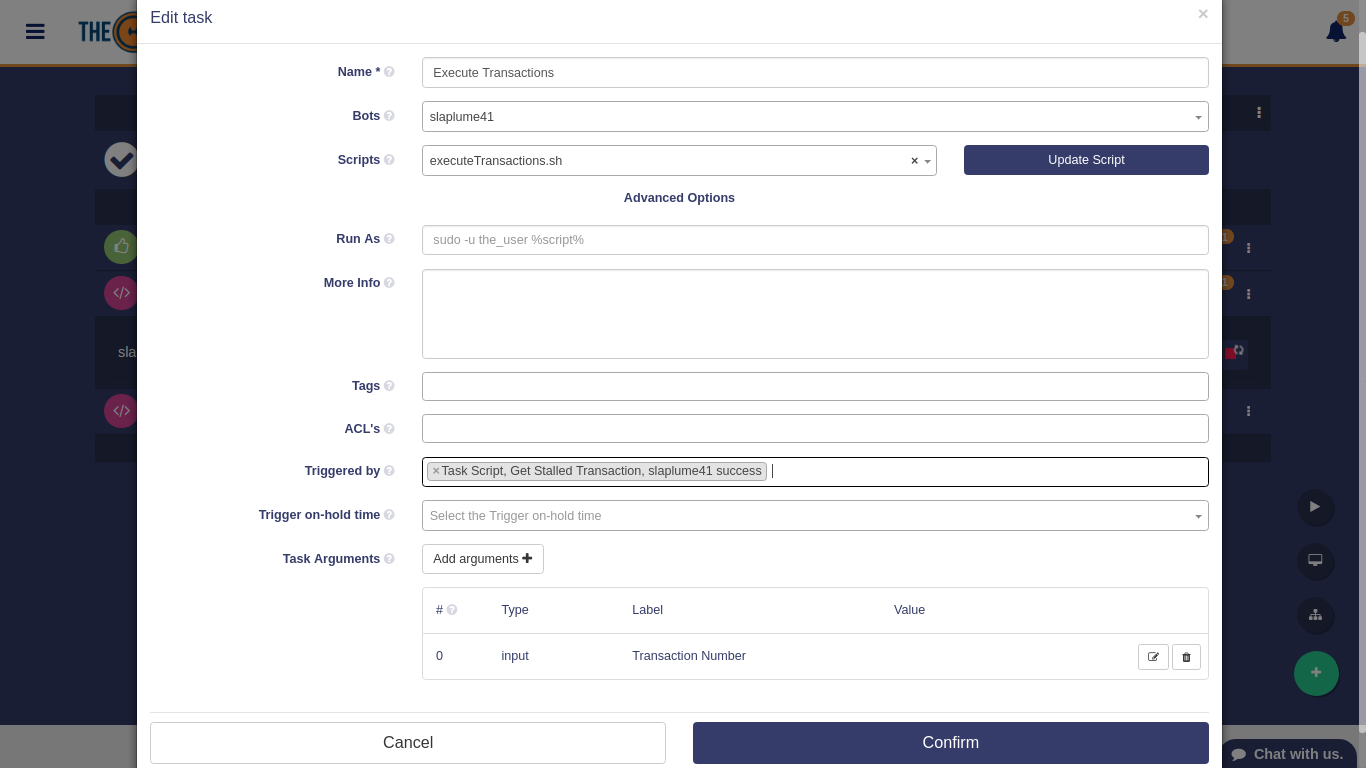 Edit task
×
THE
5
Name *
Execute Transactions
Bots
slaplume41
Scripts
executeTransactions.sh
×
Update Script
Advanced Options
Run As
sudo -u the_user %script%
1
More Info
1
sla
Tags
ACL's
Triggered by
×Task Script, Get Stalled Transaction, slaplume41 success
Trigger on-hold time
Select the Trigger on-hold time
Task Arguments
Add arguments
# Type Label Value
0 input Transaction Number
Cancel
Confirm
Chat with us.